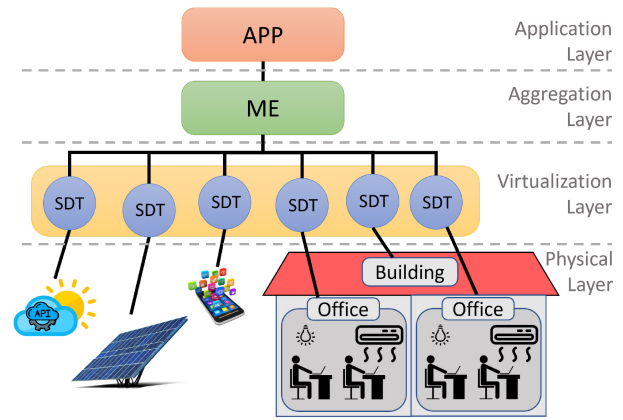 APP
Application
Layer
ME
Aggregation
Layer
SDT
SDT
SDT
SDT
SDT
SDT
Virtualization
Layer
Physical
Layer
API
Building
Office
Office